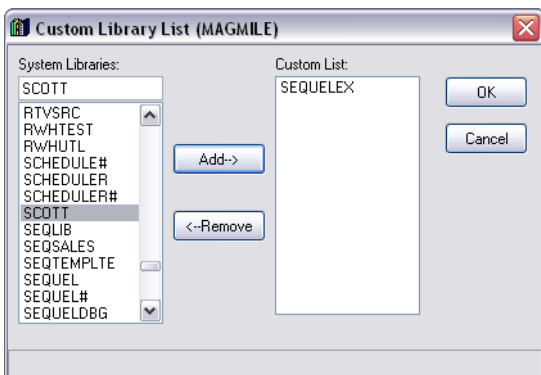 Custom Library List (MAGMILE)
System Libraries:
SCOTT
RTVSRC
RWHTEST
RWHUTL
SCHEDULE#
SCHEDULER
SCHEDULER#
SCOTT
SEQLIB
SEQSALES
SEQTEMPLTE
SEQUEL
SEQUEL#
SEQUELDBG
Add-->
<--Remove
Custom List:
SEQUELEX
OK
Cancel